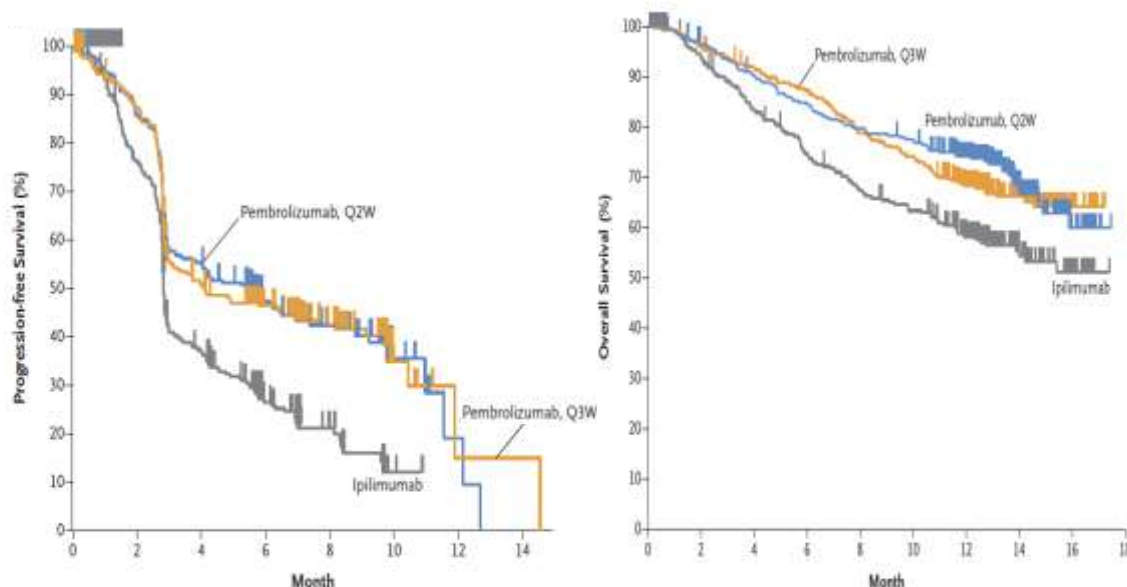 Progression-free Survival (%)
100
90
80
70
60
50
40
30
20
10
0
Pembrolizumab, Q2W
Pembrolizumab, Q3W
Ipilimumab
0 2 4 6 8 10 12 14
Month
Overall Survival (%)
100
90
80
70
60
50
40
30
20
10
0
Pembrolizumab, Q3W
Pembrolizumab, Q2W
Ipilimumab
0 2 4 6 8 10 12 14 16 18
Month